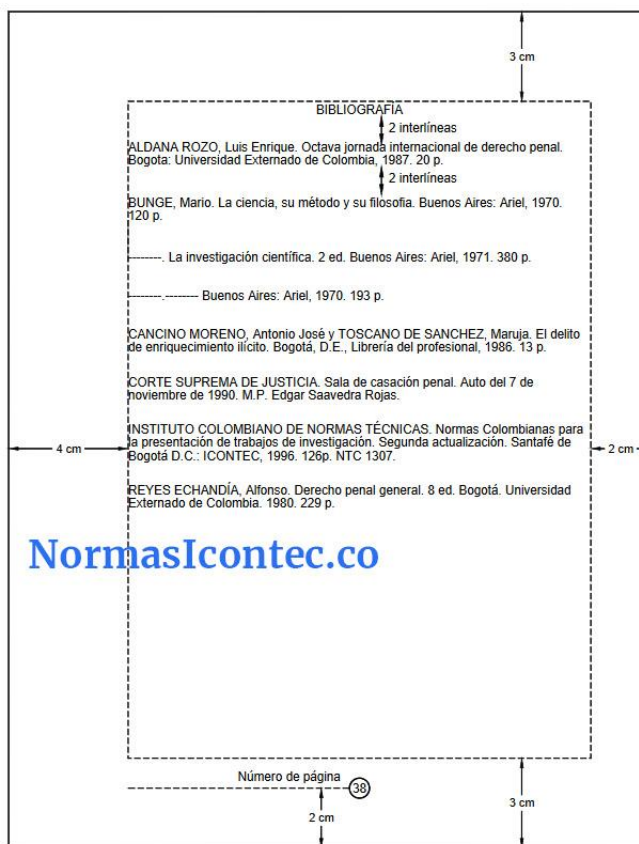 3 cm
BIBLIOGRAFÍA
2 interlíneas
ALDANA ROZO, Luis Enrique. Octava jornada internacional de derecho penal.
Bogota: Universidad Externado de Colombia, 1987. 20 p.
2 interlíneas
BUNGE, Mario. La ciencia, su método y su filosofia. Buenos Aires: Ariel, 1970.
120 p.
--------. La investigación científica. 2 ed. Buenos Aires: Ariel, 1971. 380 p.
--------.-------- Buenos Aires: Ariel, 1970. 193 p.
CANCINO MORENO, Antonio José y TOSCANO DE SANCHEZ, Maruja. El delito
de enriquecimiento ilícito. Bogotá, D.E., Librería del profesional, 1986. 13 p.
CORTE SUPREMA DE JUSTICIA. Sala de casación penal. Auto del 7 de
noviembre de 1990. M.P. Edgar Saavedra Rojas.
INSTITUTO COLOMBIANO DE NORMAS TÉCNICAS. Normas Colombianas para
la presentación de trabajos de investigación. Segunda actualización. Santafé de
Bogotá D.C.: ICONTEC, 1996. 126p. NTC 1307.
4 cm
2 cm
REYES ECHANDÍA, Alfonso. Derecho penal general. 8 ed. Bogotá. Universidad
Externado de Colombia. 1980. 229 p.
NormasIcontec.co
Número de página
38
2 cm
3 cm